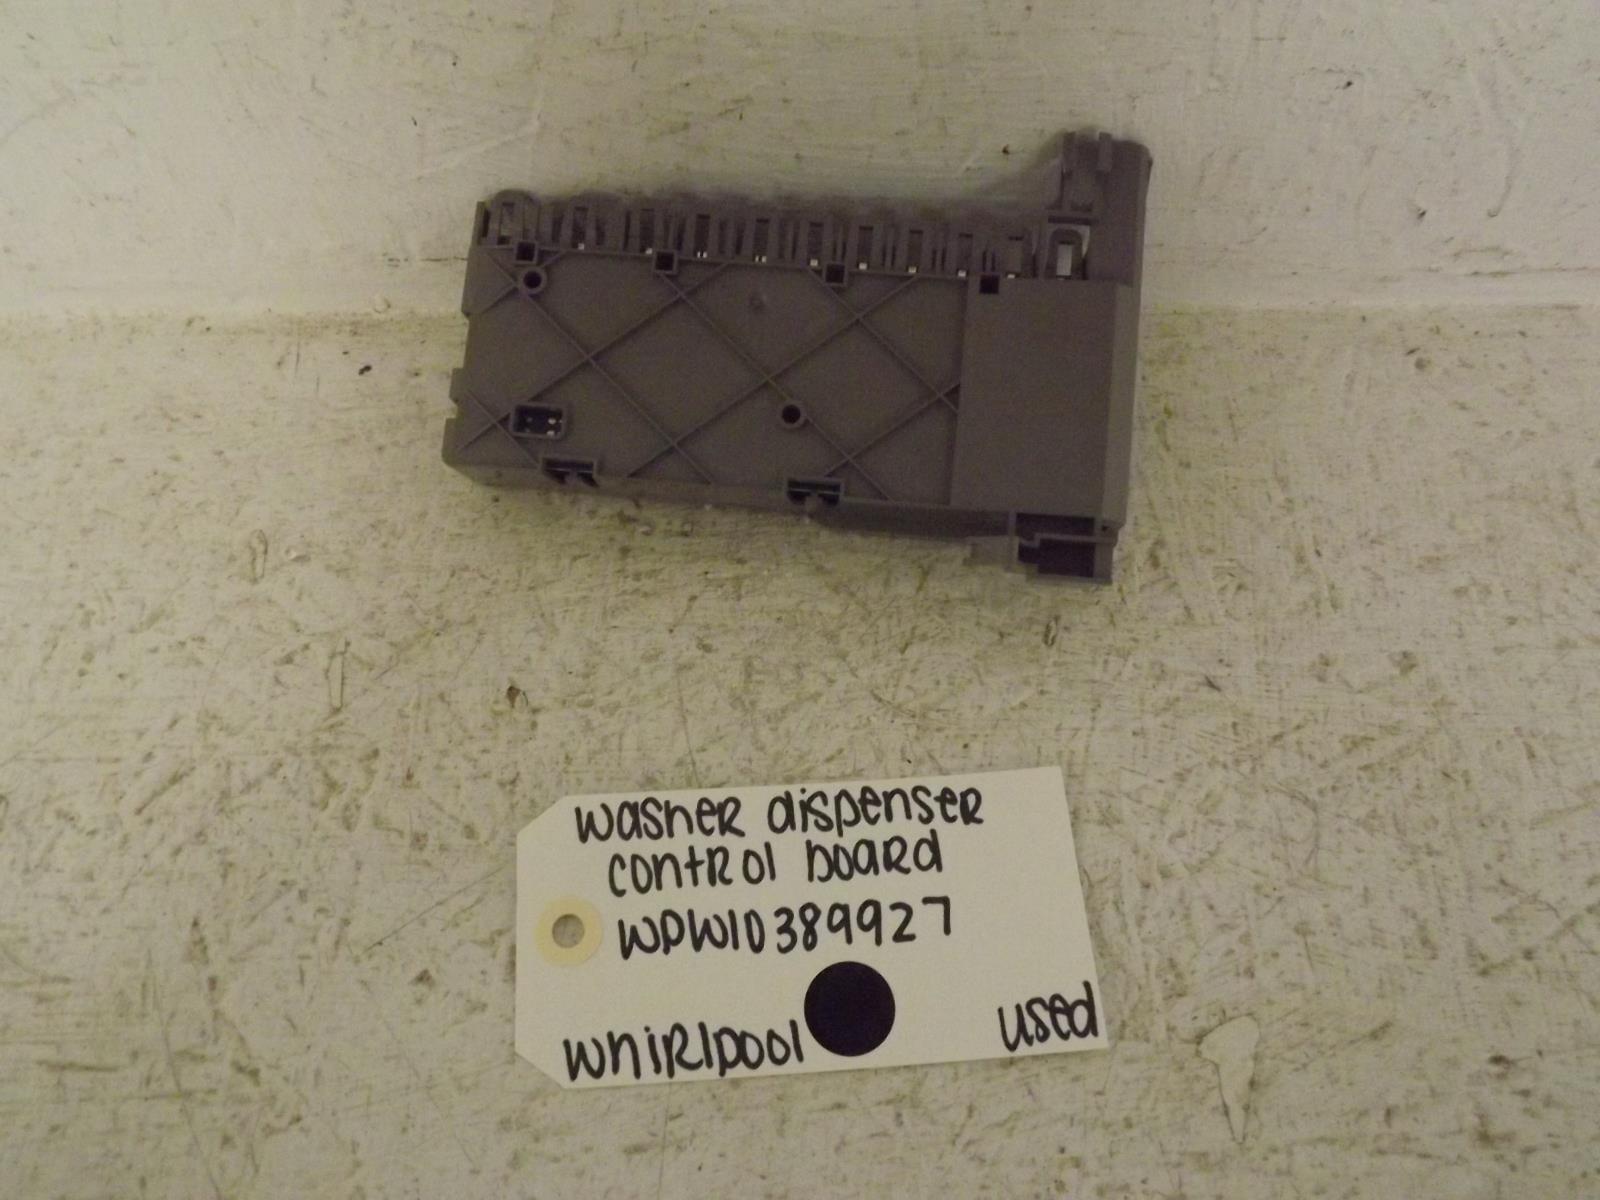 washer dispenser
control board
WPW10389927
whirlpool
used